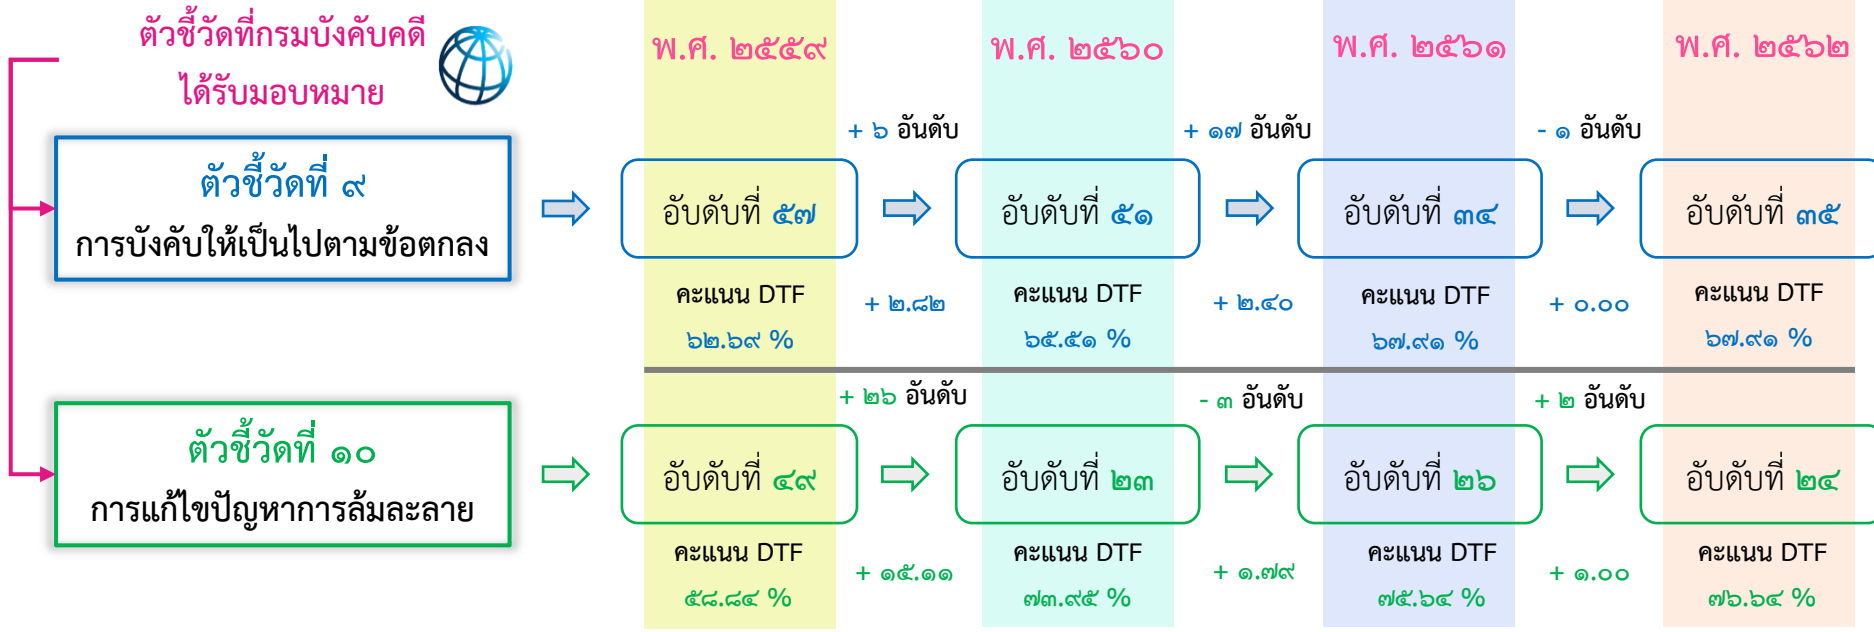 ตัวชี้วัดที่กรมบังคับคดี
ได้รับมอบหมาย
พ.ศ. ๒๕๕๙
พ.ศ. ๒๕๖๐
พ.ศ. ๒๕๖๑
พ.ศ. ๒๕๖๒
+ ๖ อันดับ
+ ๑๗ อันดับ
- ๑ อันดับ
ตัวชี้วัดที่ ๙
การบังคับให้เป็นไปตามข้อตกลง
อับดับที่ ๕๗
อับดับที่ ๕๑
อับดับที่ ๓๔
อับดับที่ ๓๕
คะแนน DTF
๖๒.๖๙ %
+ ๒.๘๒
คะแนน DTF
๖๕.๕๑ %
+ ๒.๔๐
คะแนน DTF
๖๗.๙๑ %
+ ๐.๐๐
คะแนน DTF
๖๗.๙๑ %
+ ๒๖ อันดับ
- ๓ อันดับ
+ ๒ อันดับ
ตัวชี้วัดที่ ๑๐
การแก้ไขปัญหาการล้มละลาย
อับดับที่ ๔๙
อับดับที่ ๒๓
อับดับที่ ๒๖
อับดับที่ ๒๔
คะแนน DTF
๕๘.๘๔ %
+ ๑๕.๑๑
คะแนน DTF
๗๓.๙๕ %
+ ๑.๗๙
คะแนน DTF
๗๕.๖๔ %
+ ๑.๐๐
คะแนน DTF
๗๖.๖๔ %